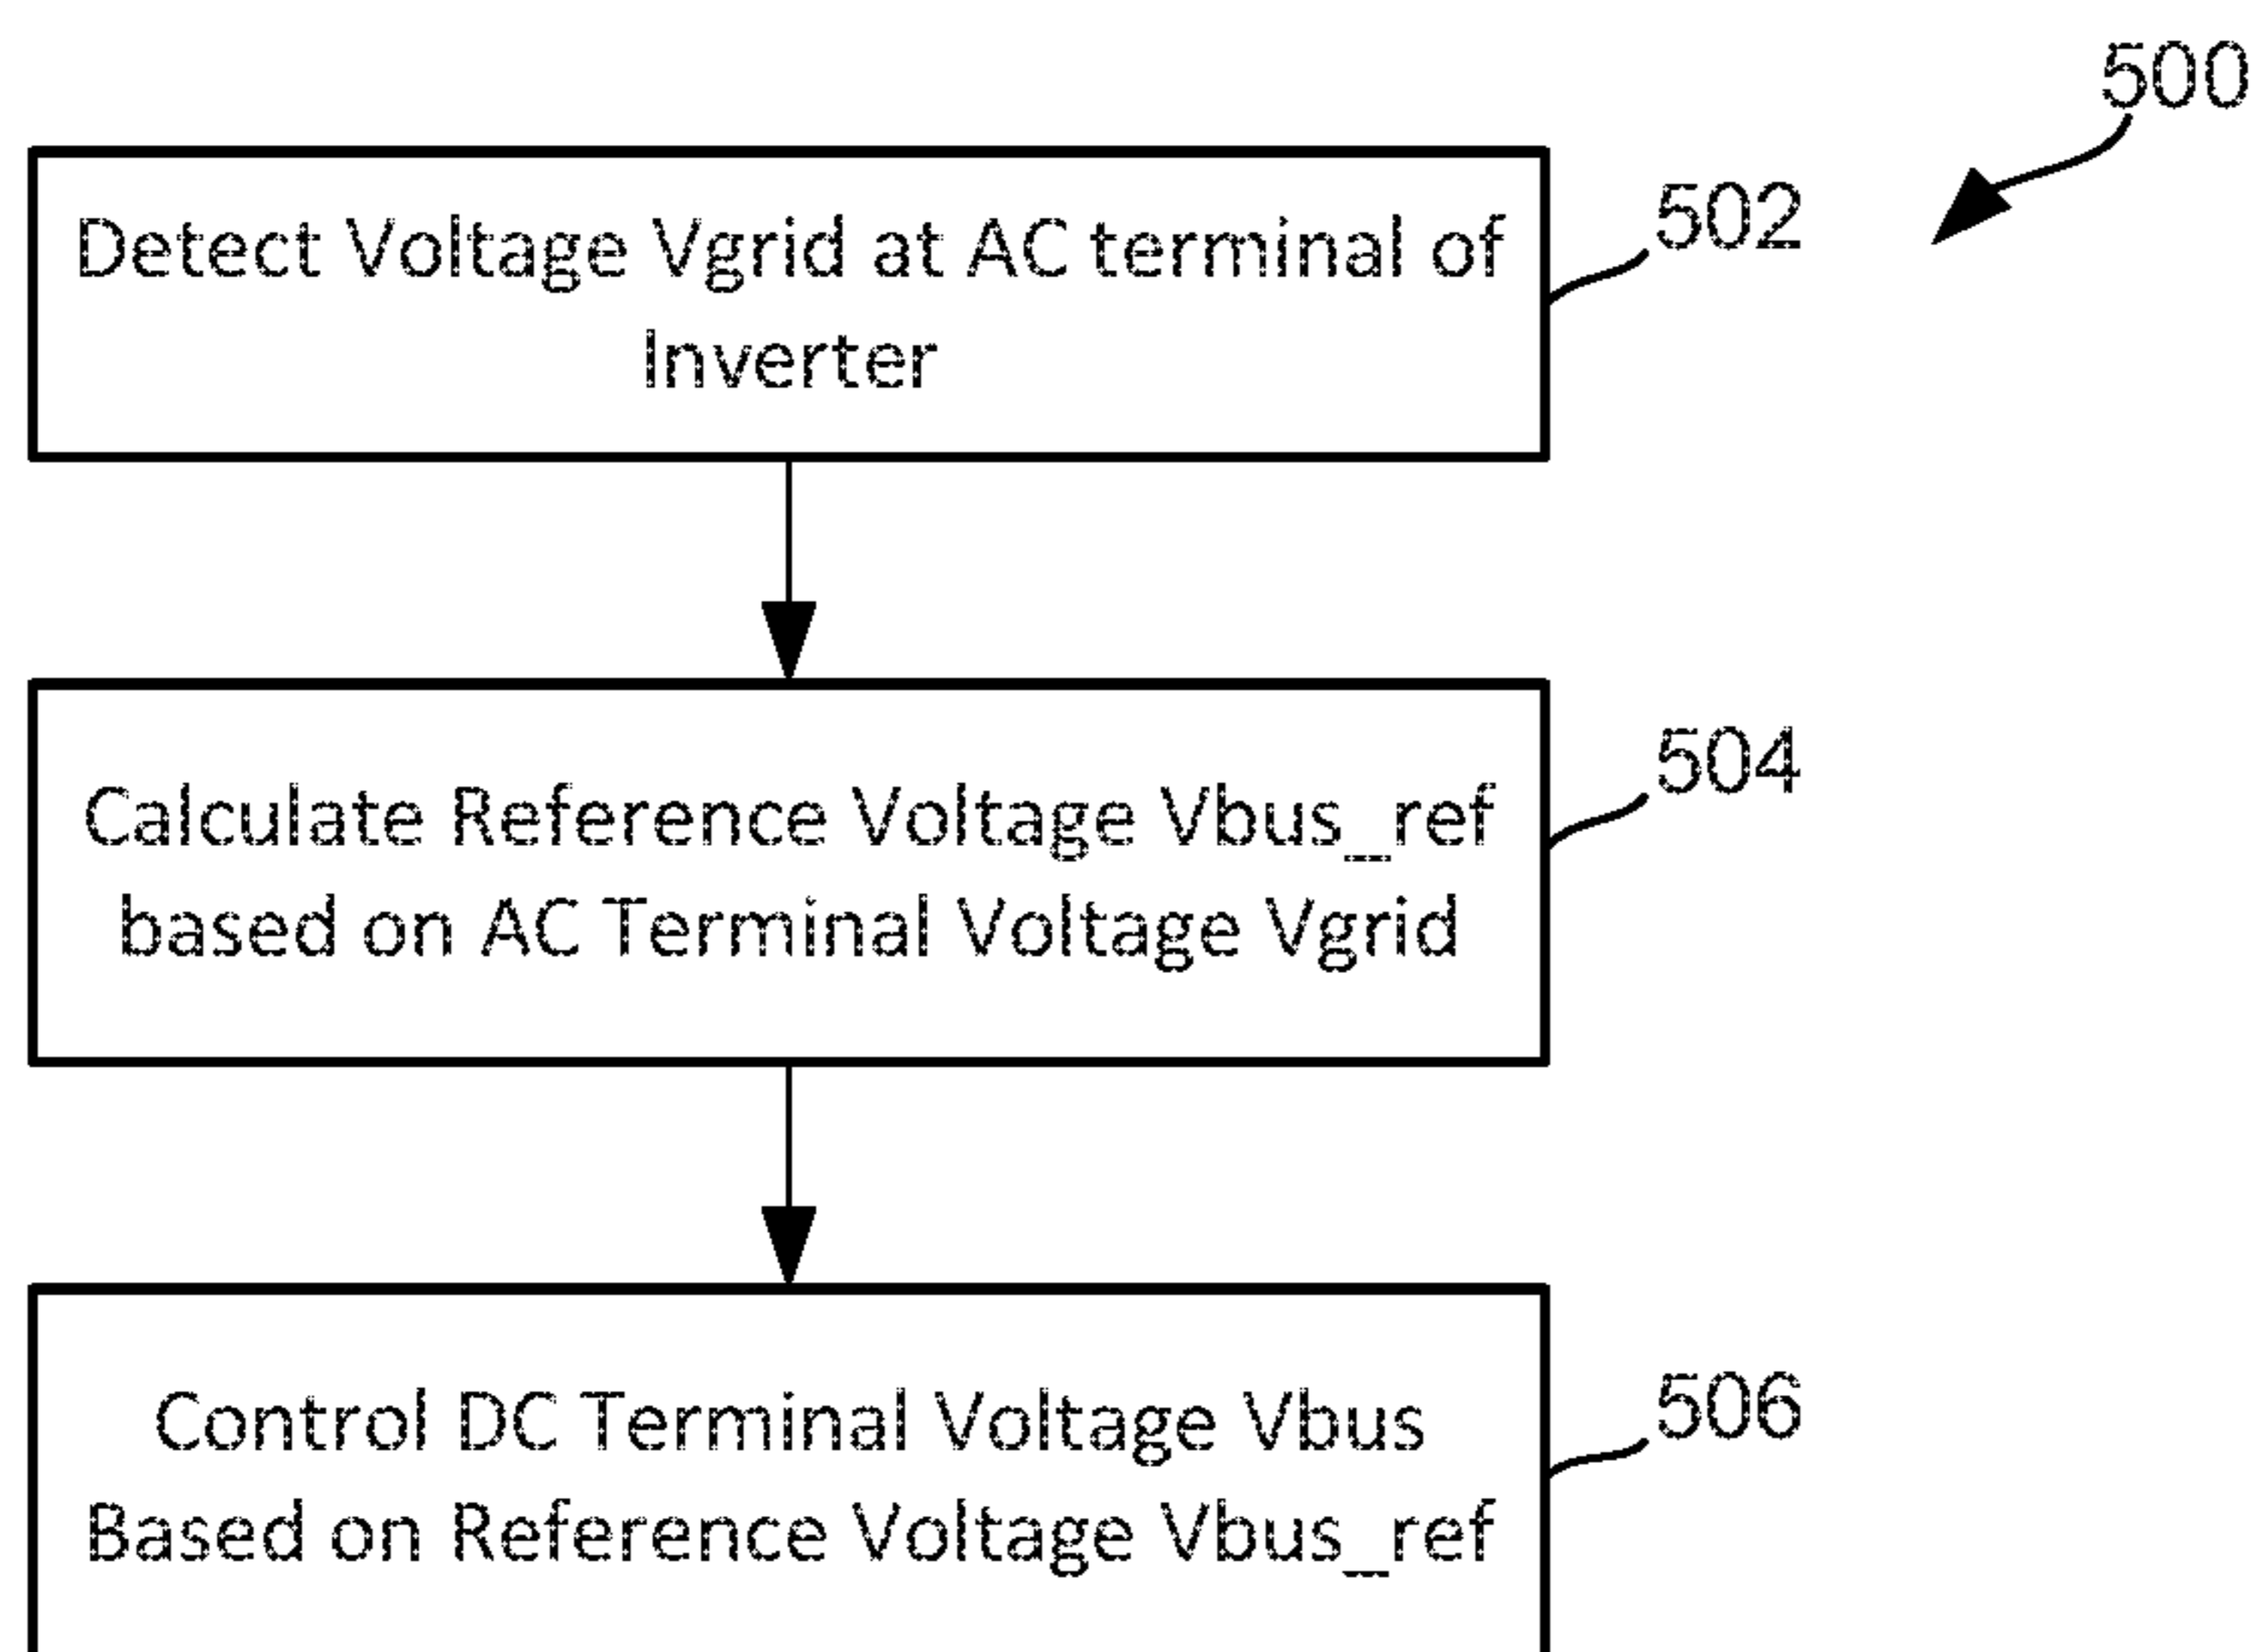 500
Detect Voltage Vgrid at AC terminal of
Inverter
502
Calculate Reference Voltage Vbus_ref
based on AC Terminal Voltage Vgrid
504
Control DC Terminal Voltage Vbus
Based on Reference Voltage Vbus_ref
506